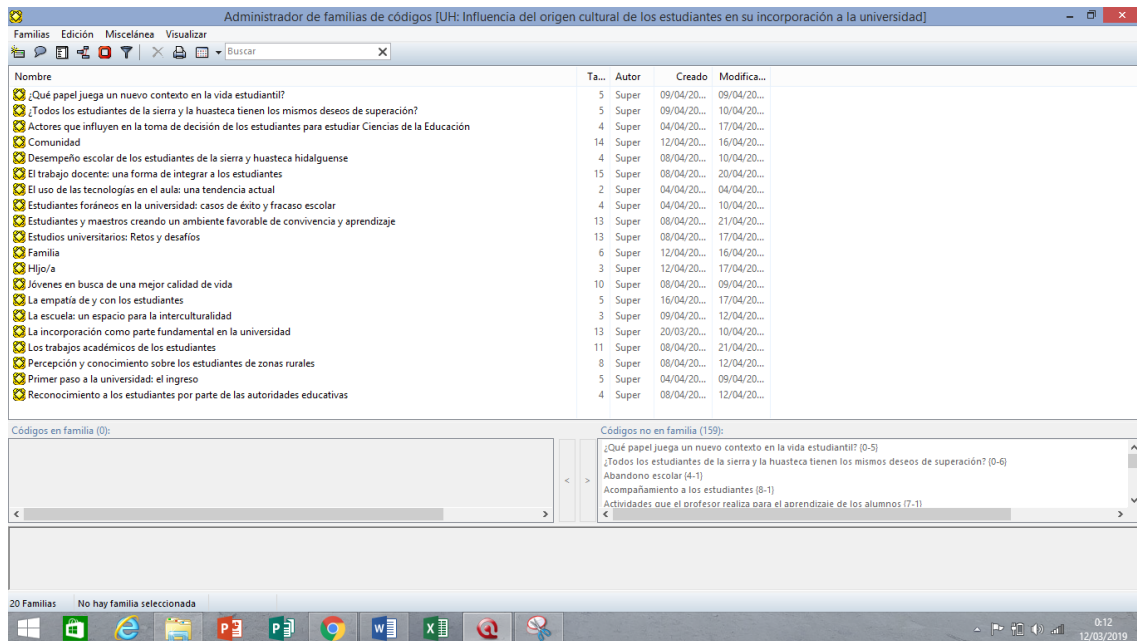 Administrador de familias de códigos [UH: Influencia del origen cultural de los estudiantes en su incorporación a la universidad]
Familias Edición Miscelánea Visualizar
Buscar
Nombre Ta... Autor Creado Modifica...
¿Qué papel juega un nuevo contexto en la vida estudiantil? 5 Super 09/04/20... 09/04/20...
¿Todos los estudiantes de la sierra y la huasteca tienen los mismos deseos de superación? 5 Super 09/04/20... 10/04/20...
Actores que influyen en la toma de decisión de los estudiantes para estudiar Ciencias de la Educación 4 Super 04/04/20... 17/04/20...
Comunidad 14 Super 12/04/20... 16/04/20...
Desempeño escolar de los estudiantes de la sierra y huasteca hidalguense 4 Super 08/04/20... 10/04/20...
El trabajo docente: una forma de integrar a los estudiantes 15 Super 08/04/20... 20/04/20...
El uso de las tecnologías en el aula: una tendencia actual 2 Super 04/04/20... 04/04/20...
Estudiantes foráneos en la universidad: casos de éxito y fracaso escolar 4 Super 04/04/20... 10/04/20...
Estudiantes y maestros creando un ambiente favorable de convivencia y aprendizaje 13 Super 08/04/20... 21/04/20...
Estudios universitarios: Retos y desafíos 13 Super 08/04/20... 17/04/20...
Familia 6 Super 12/04/20... 16/04/20...
HIjo/a 3 Super 12/04/20... 17/04/20...
Jóvenes en busca de una mejor calidad de vida 10 Super 08/04/20... 09/04/20...
La empatía de y con los estudiantes 5 Super 16/04/20... 17/04/20...
La escuela: un espacio para la interculturalidad 3 Super 09/04/20... 12/04/20...
La incorporación como parte fundamental en la universidad 13 Super 20/03/20... 10/04/20...
Los trabajos académicos de los estudiantes 11 Super 08/04/20... 21/04/20...
Percepción y conocimiento sobre los estudiantes de zonas rurales 8 Super 08/04/20... 12/04/20...
Primer paso a la universidad: el ingreso 5 Super 04/04/20... 09/04/20...
Reconocimiento a los estudiantes por parte de las autoridades educativas 4 Super 08/04/20... 12/04/20...
Códigos en familia (0): Códigos no en familia (159):
¿Qué papel juega un nuevo contexto en la vida estudiantil? {0-5}
¿Todos los estudiantes de la sierra y la huasteca tienen los mismos deseos de superación? {0-6}
Abandono escolar {4-1}
Acompañamiento a los estudiantes {8-1}
Actividades que el profesor realiza para el aprendizaje de los alumnos {7-1}
20 Familias No hay familia seleccionada
0:12
12/03/2019